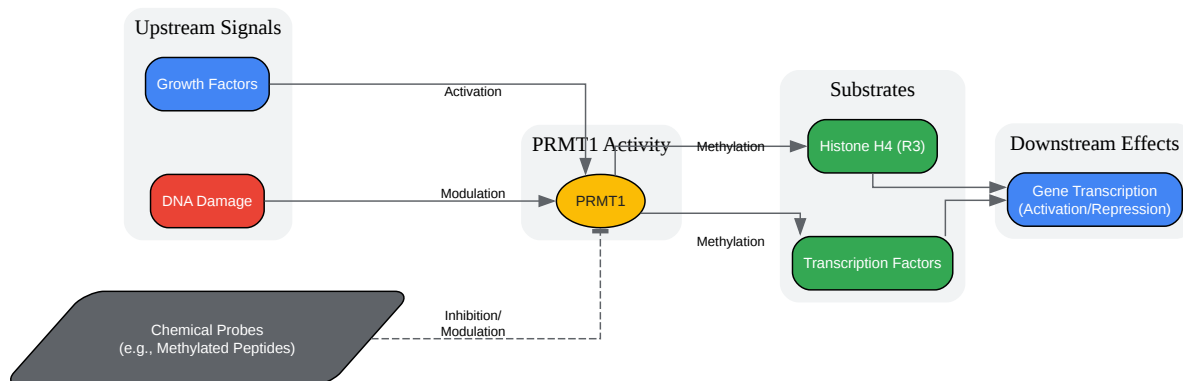 Upstream Signals
Growth Factors
Activation
DNA Damage
Modulation
PRMT1 Activity
PRMT1
Methylation
Methylation
Substrates
Histone H4 (R3)
Transcription Factors
Downstream Effects
Gene Transcription
(Activation/Repression)
Chemical Probes
(e.g., Methylated Peptides)
Inhibition/
Modulation